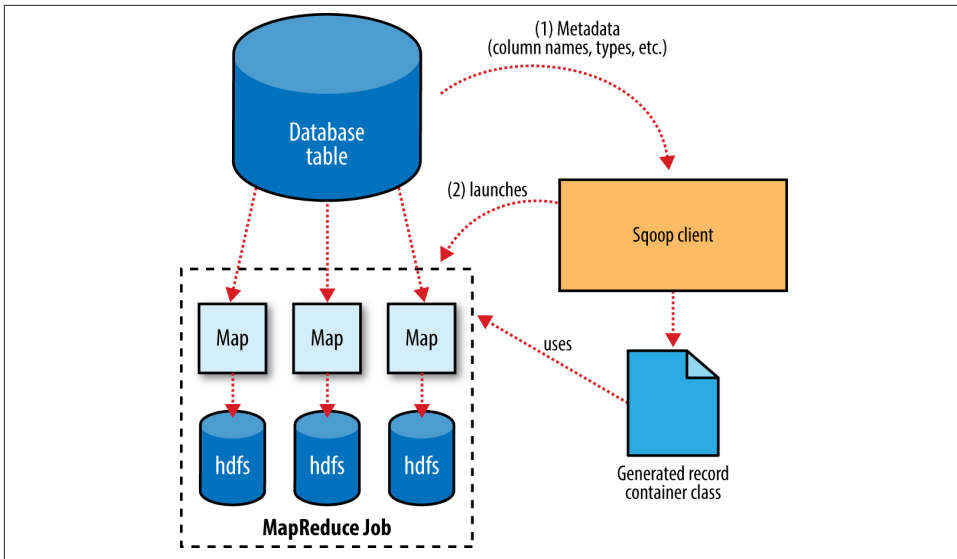 (1) Metadata
(column names, types, etc.)
Database
table
(2) launches
Sqoop client
Map
Map
Map
uses
hdfs
hdfs
hdfs
Generated record
container class
MapReduce Job